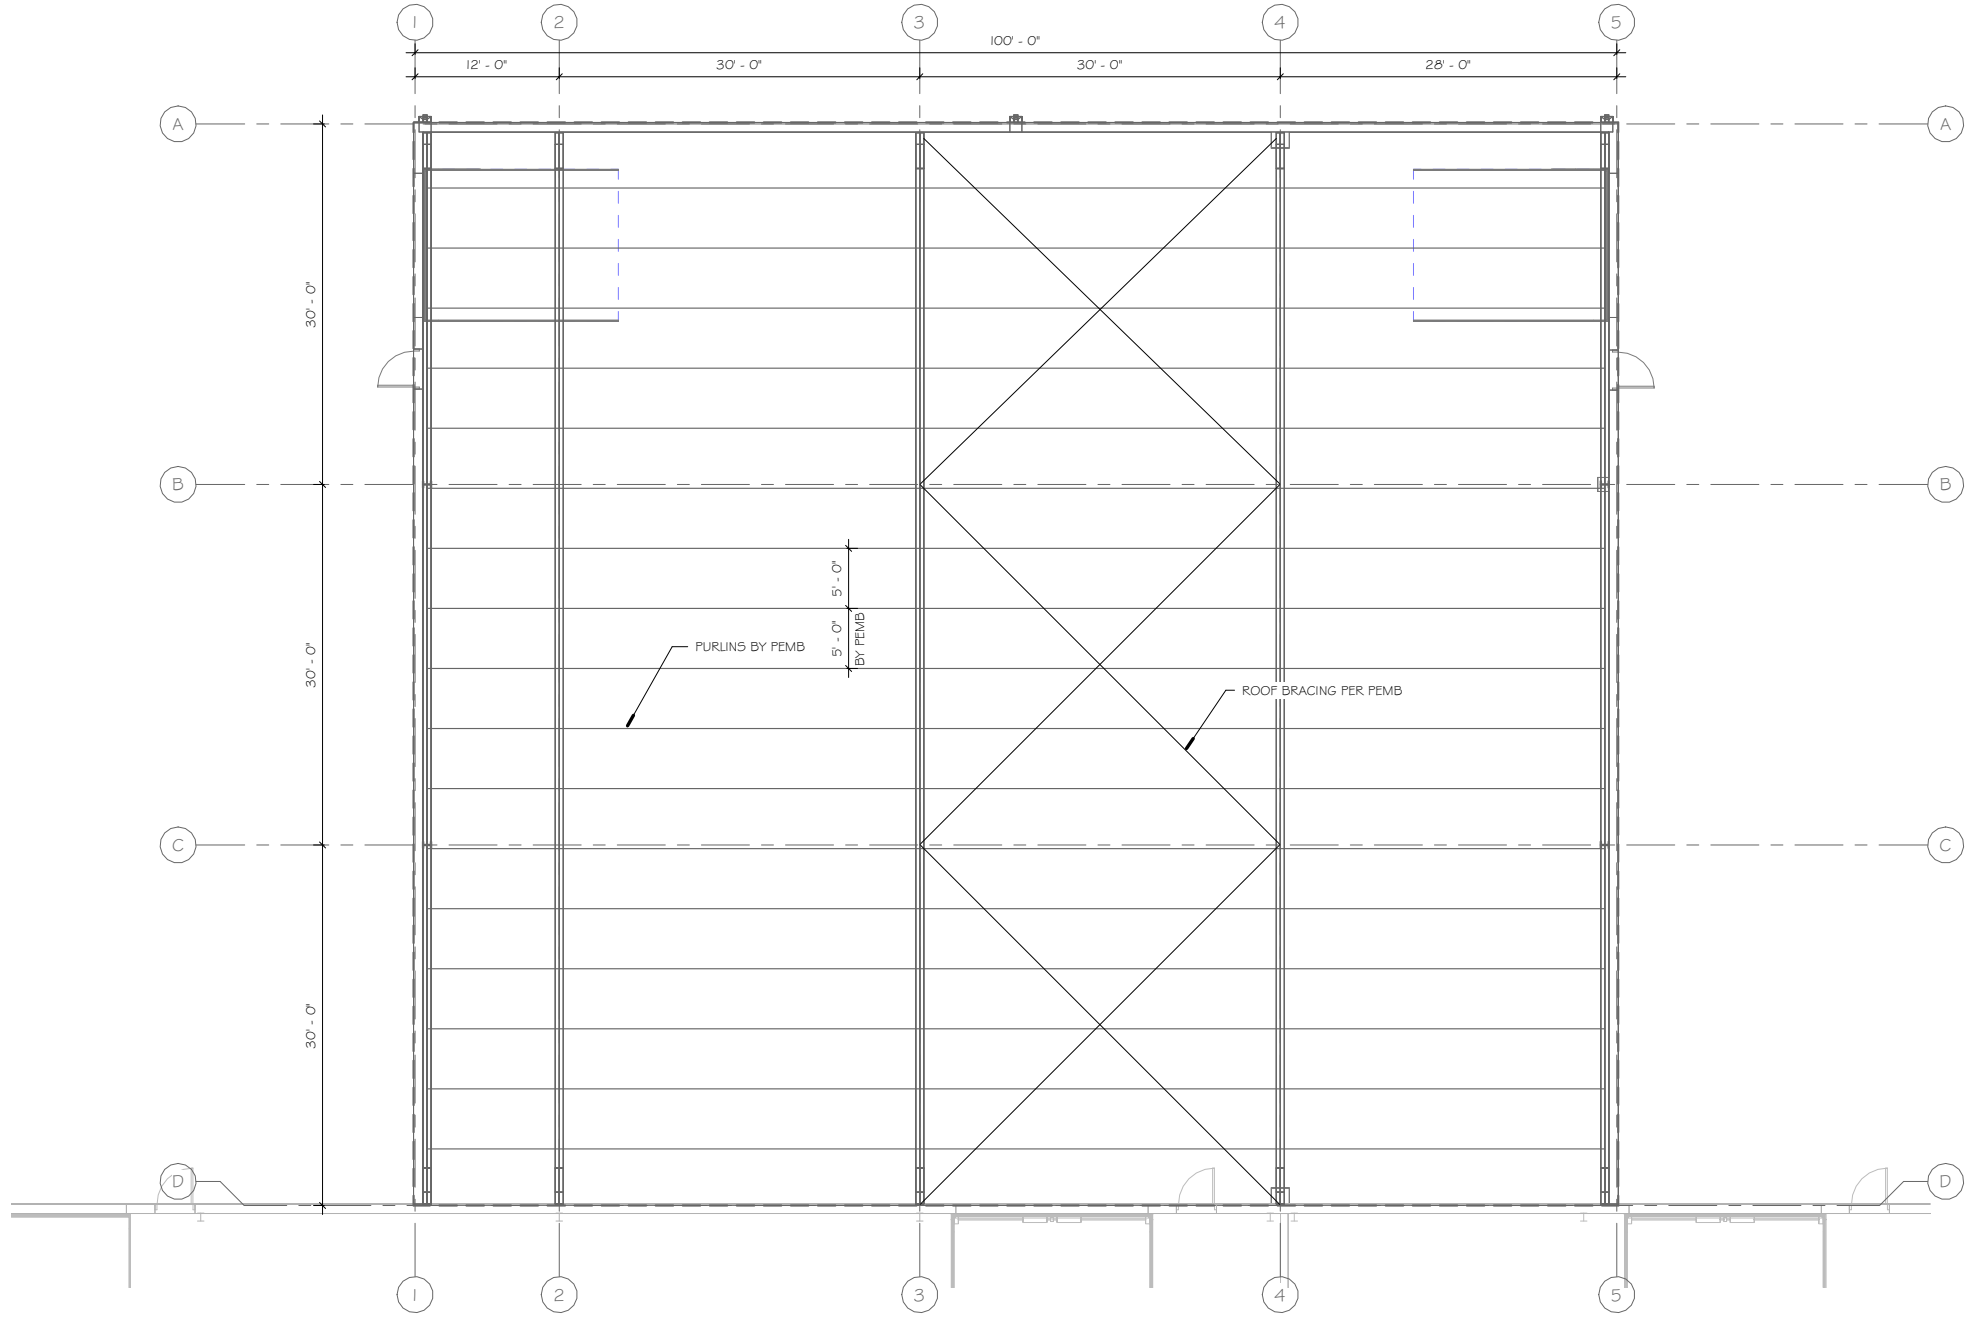 1 2 3 4 5
100' - 0"
12' - 0" 30' - 0" 30' - 0" 28' - 0"
A A
30' - 0"
B B
5' - 0"
5' - 0"
BY PEMB
PURLINS BY PEMB
30' - 0"
ROOF BRACING PER PEMB
C C
30' - 0"
D D
1 2 3 4 5